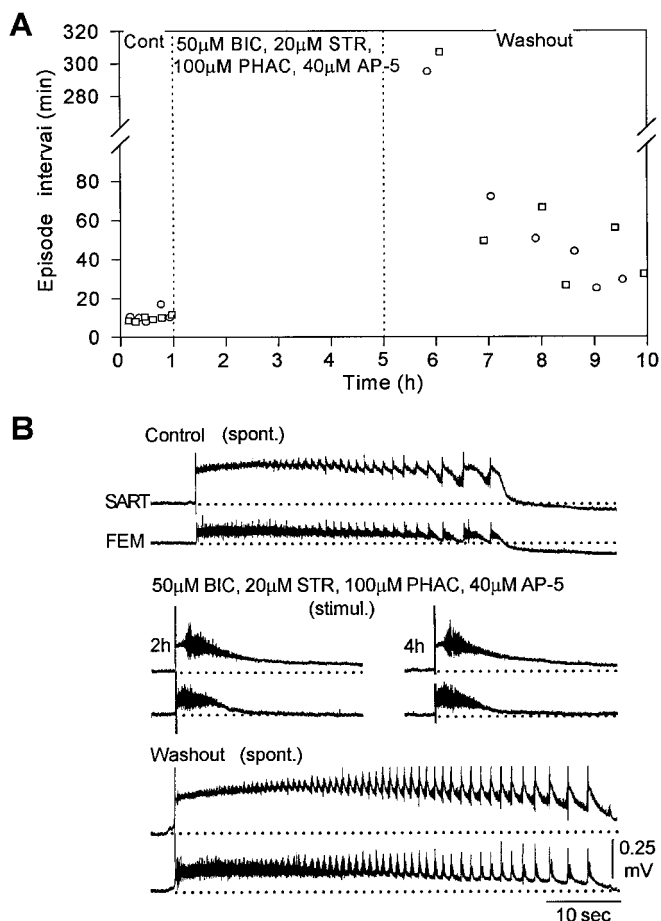 A
Episode interval (min)
320
300
280
80
60
40
20
0
Cont
50μM BIC, 20μM STR,
100μM PHAC, 40μM AP-5
Washout
0 1 2 3 4 5 6 7 8 9 10
Time (h)
B
Control (spont.)
SART
FEM
50μM BIC, 20μM STR, 100μM PHAC, 40μM AP-5
(stimul.)
2h
4h
Washout (spont.)
0.25
mV
10 sec